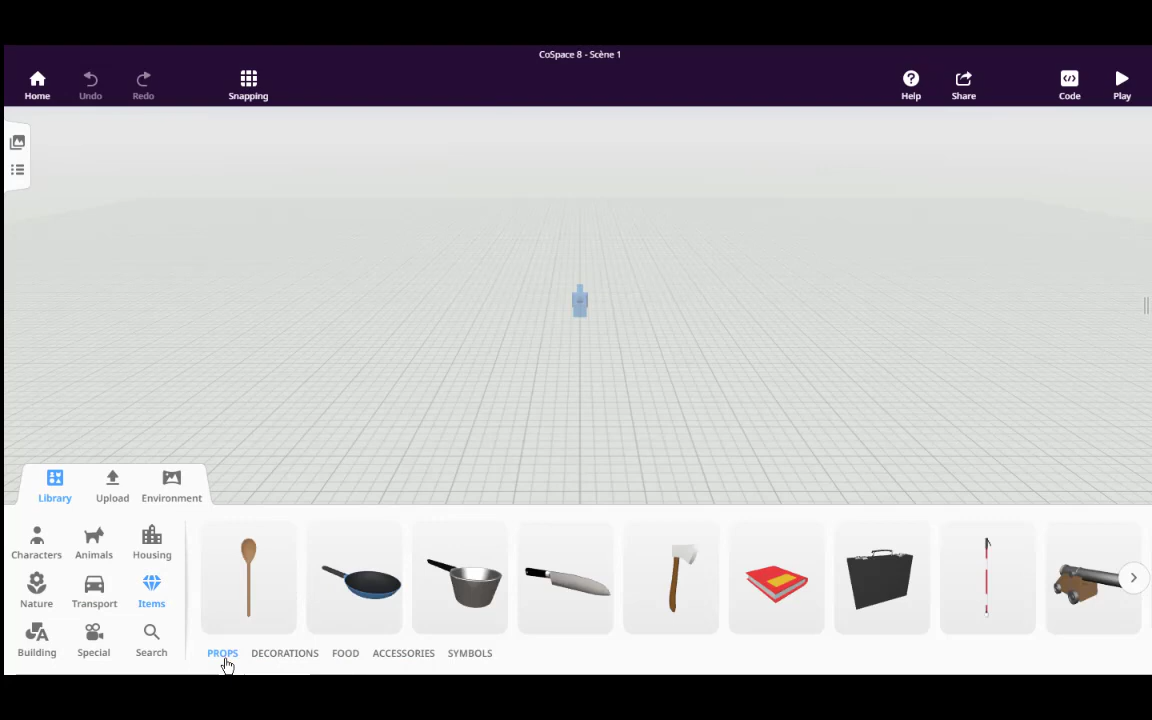 CoSpace 8 - Scène 1
Home Undo Redo Snapping Help Share Code Play
Library Upload Environment
Characters Animals Housing
Nature Transport Items
Building Special Search
PROPS DECORATIONS FOOD ACCESSORIES SYMBOLS